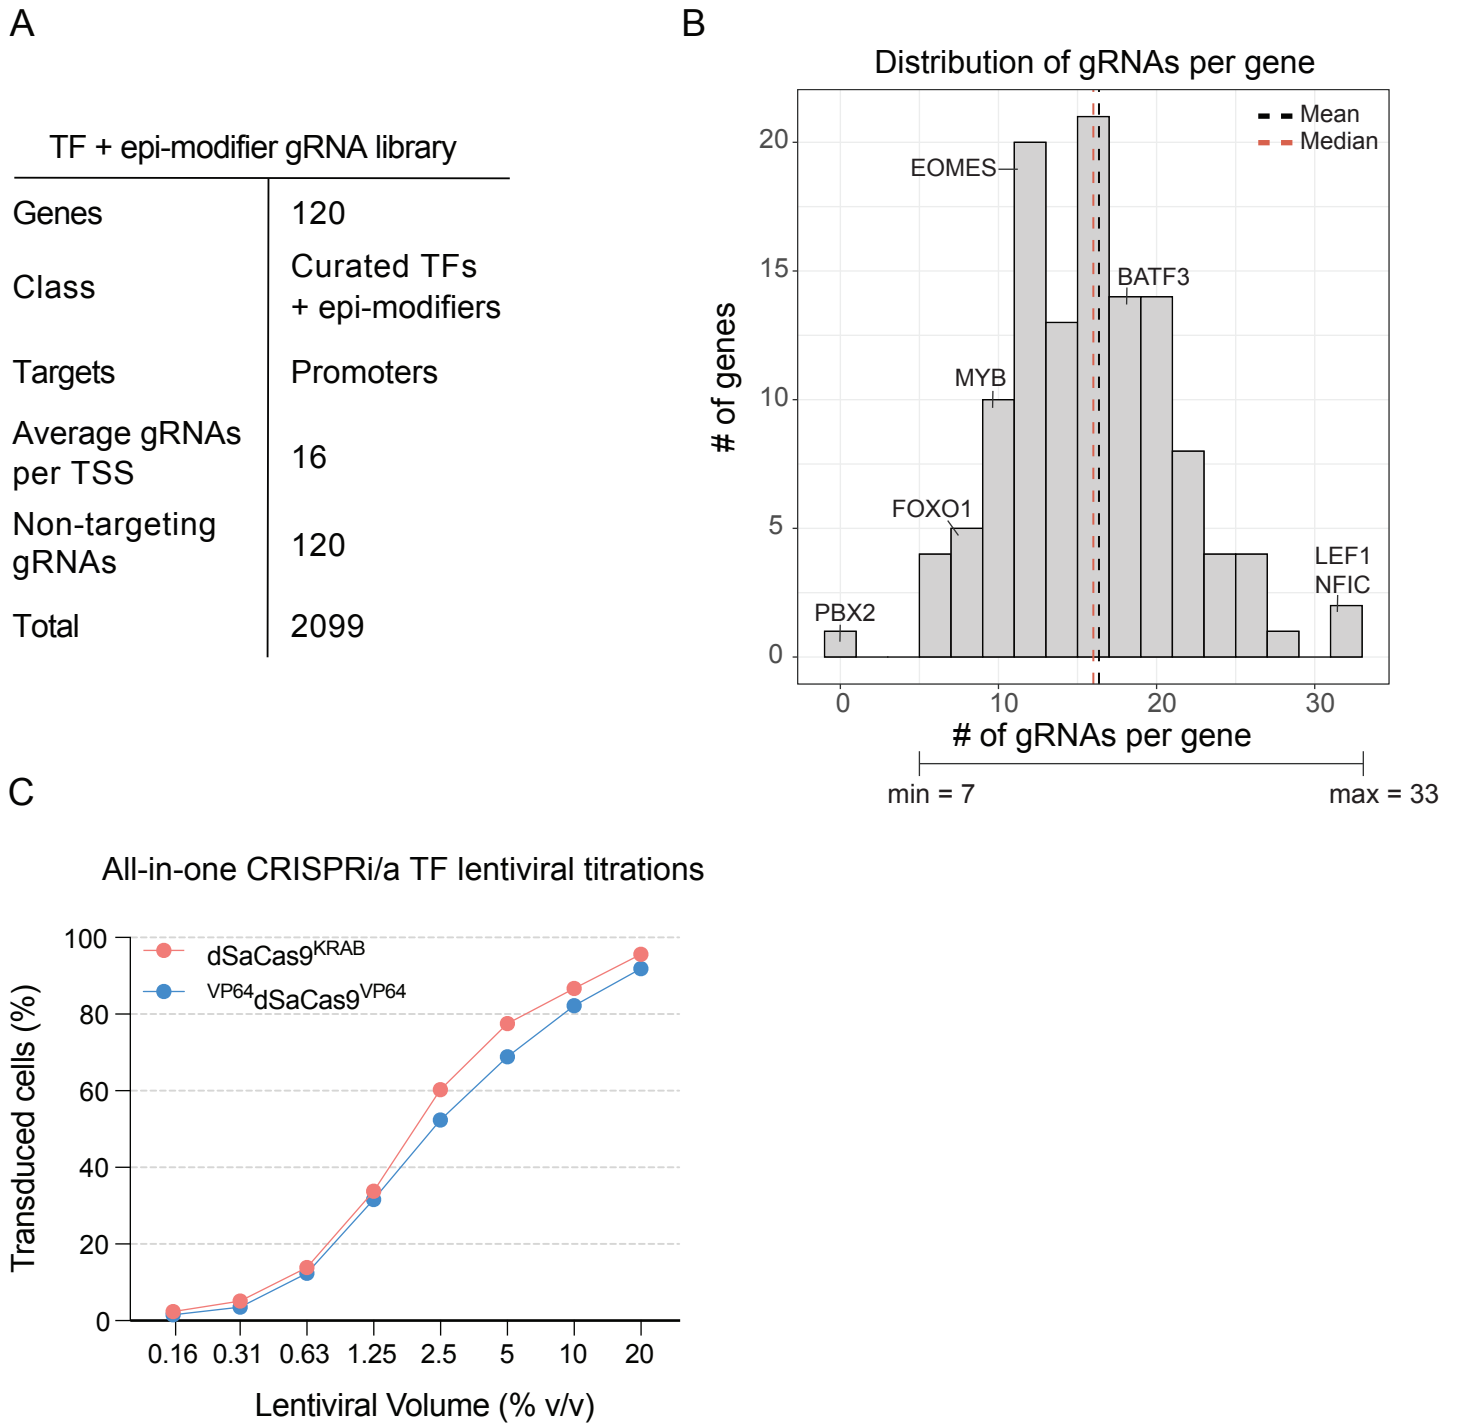 A
TF + epi-modifier gRNA library
Genes 120
Class Curated TFs
+ epi-modifiers
Targets Promoters
Average gRNAs
per TSS 16
Non-targeting
gRNAs 120
Total 2099
B
Distribution of gRNAs per gene
Mean
Median
# of genes
20
15
10
5
0
EOMES
BATF3
MYB
FOXO1
PBX2
LEF1
NFIC
0 10 20 30
# of gRNAs per gene
min = 7 max = 33
C
All-in-one CRISPRi/a TF lentiviral titrations
dSaCas9KRAB
VP64dSaCas9VP64
Transduced cells (%)
100
80
60
40
20
0
0.16 0.31 0.63 1.25 2.5 5 10 20
Lentiviral Volume (% v/v)